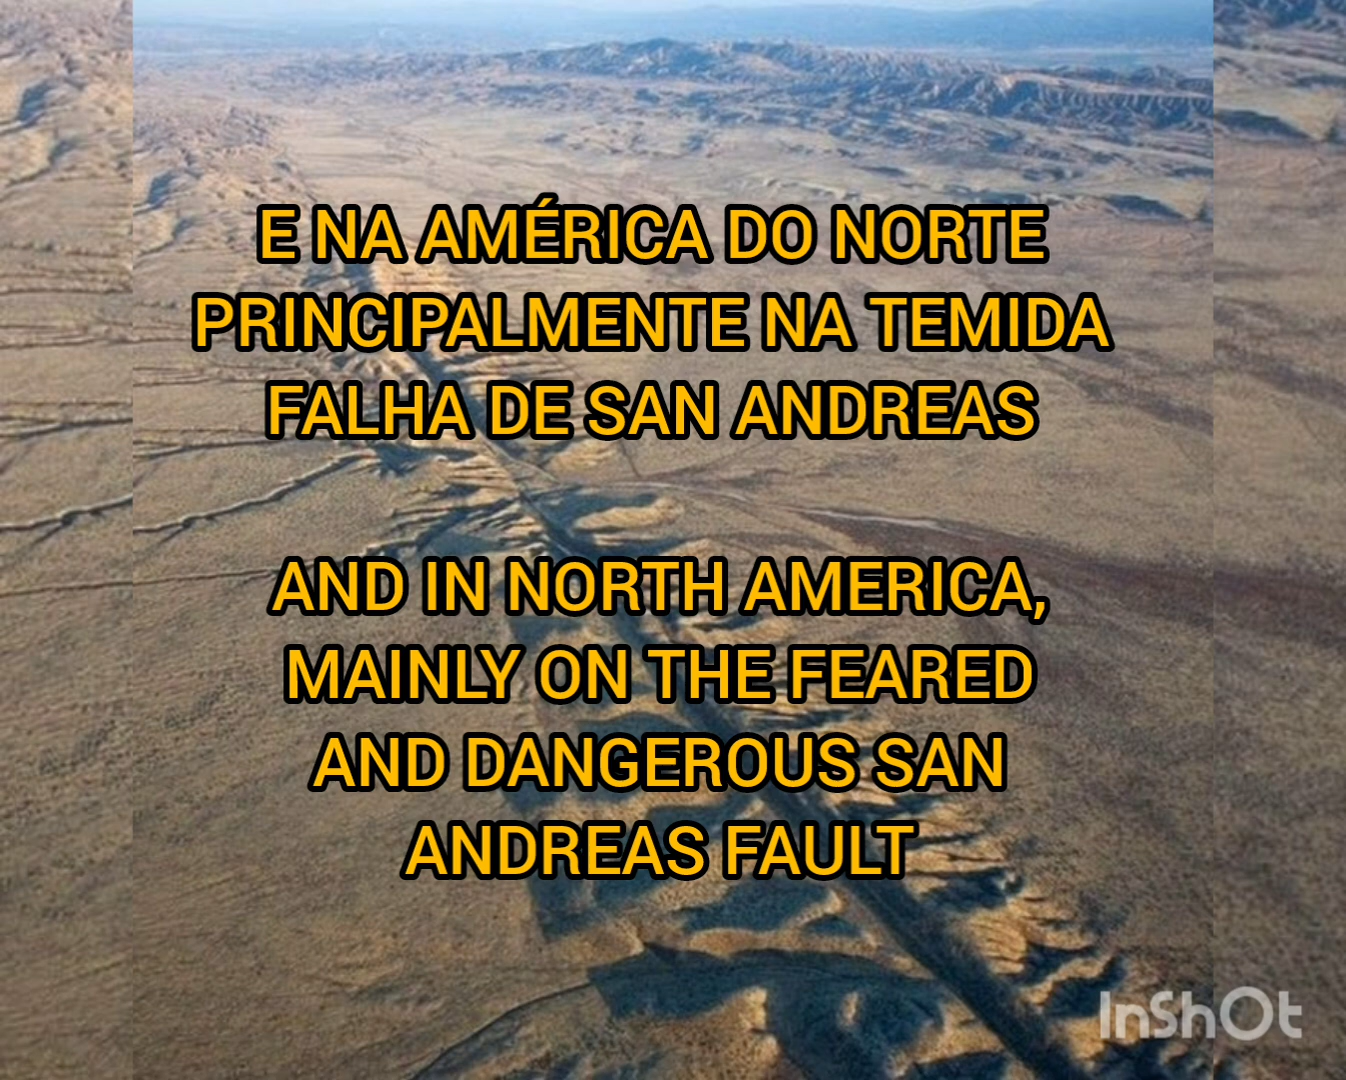 E NA AMÉRICA DO NORTE
PRINCIPALMENTE NA TEMIDA
FALHA DE SAN ANDREAS
AND IN NORTH AMERICA,
MAINLY ON THE FEARED
AND DANGEROUS SAN
ANDREAS FAULT
InShOt